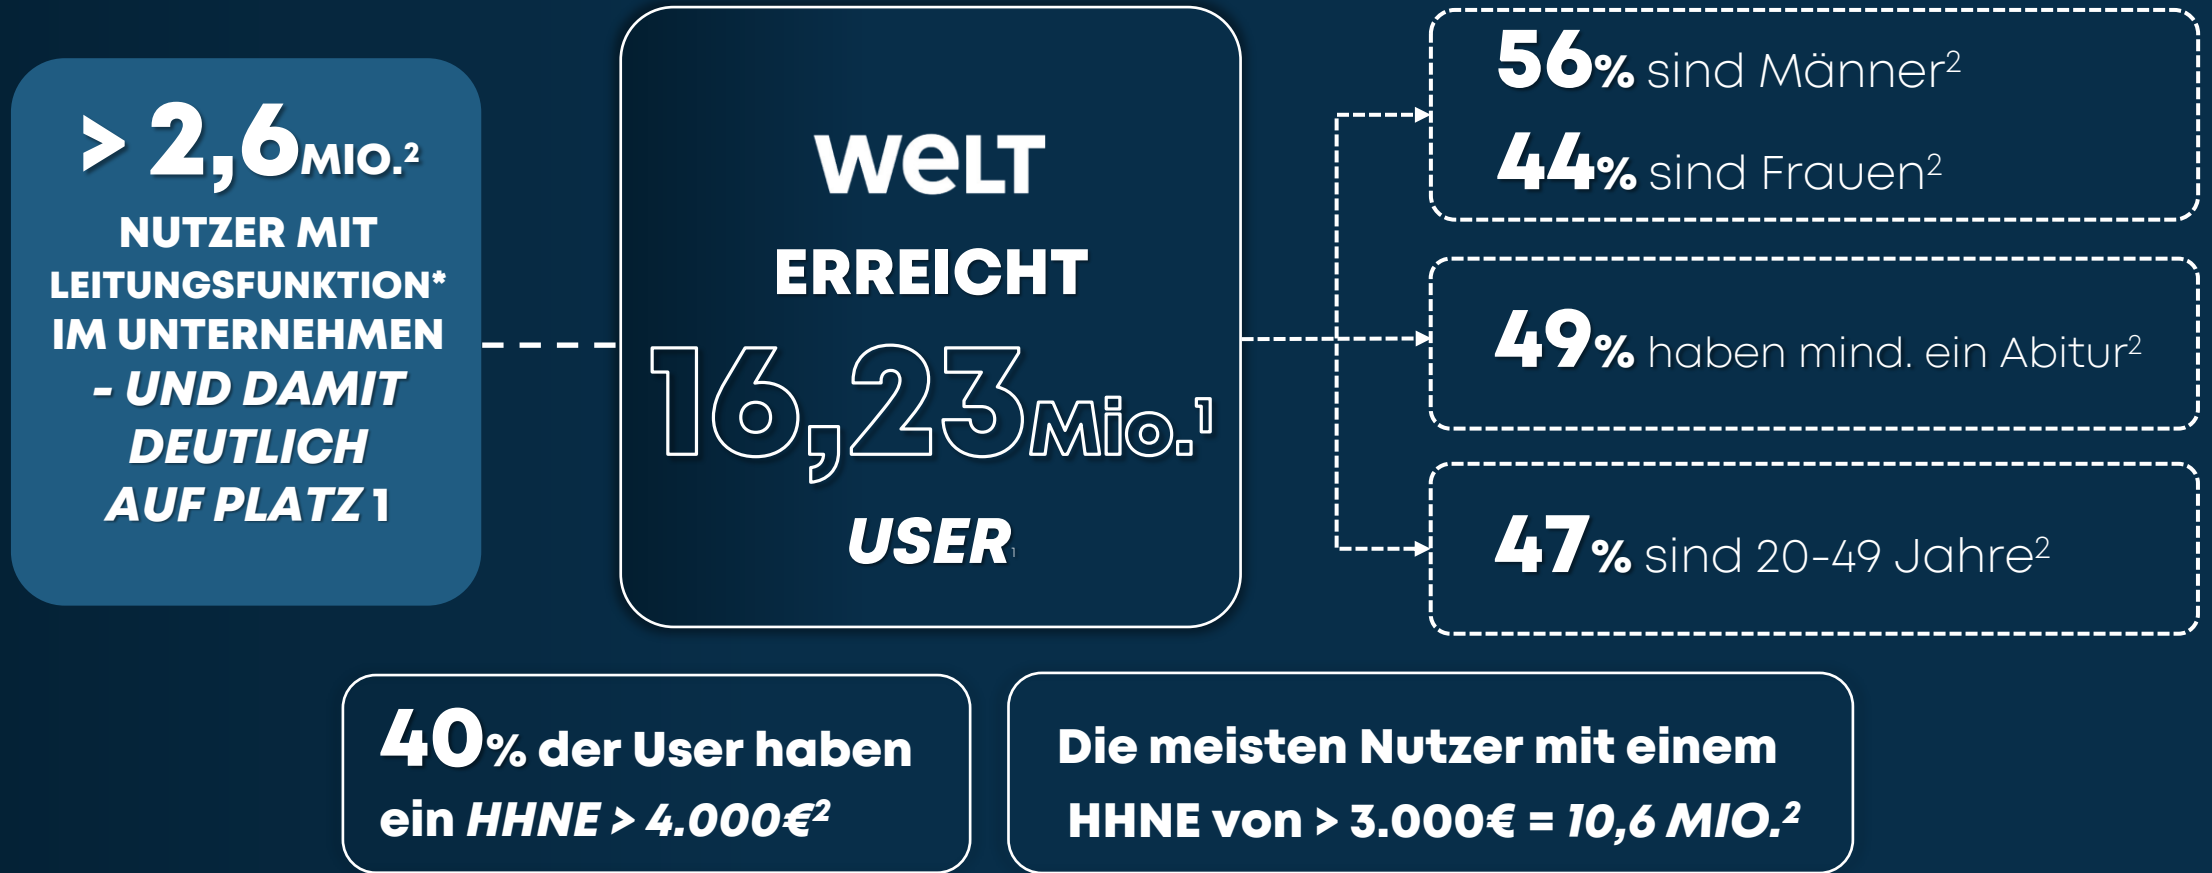 > 2,6MIO.²
NUTZER MIT
LEITUNGSFUNKTION*
IM UNTERNEHMEN
- UND DAMIT
DEUTLICH
AUF PLATZ 1
WELT
ERREICHT
16,23Mio.¹
USER¹
56% sind Männer²
44% sind Frauen²
49% haben mind. ein Abitur²
47% sind 20-49 Jahre²
40% der User haben
ein HHNE > 4.000€²
Die meisten Nutzer mit einem
HHNE von > 3.000€ = 10,6 MIO.²